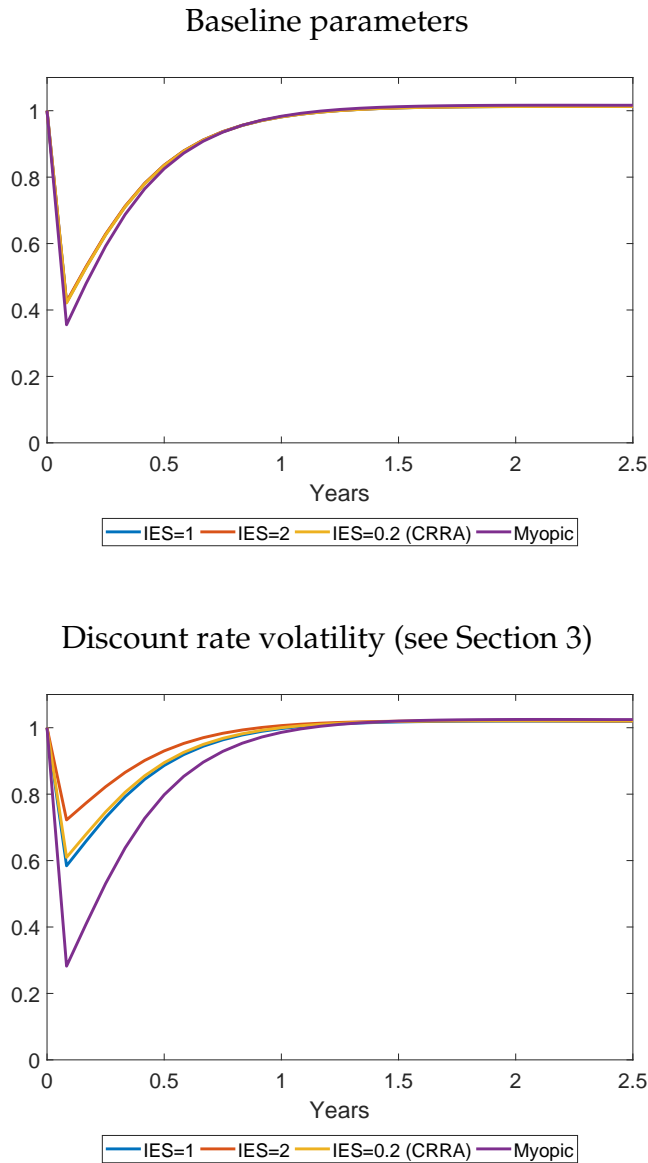 Baseline parameters
1
0.8
0.6
0.4
0.2
0
0 0.5 1 1.5 2 2.5
Years
IES=1 IES=2 IES=0.2 (CRRA) Myopic
Discount rate volatility (see Section 3)
1
0.8
0.6
0.4
0.2
0
0 0.5 1 1.5 2 2.5
Years
IES=1 IES=2 IES=0.2 (CRRA) Myopic